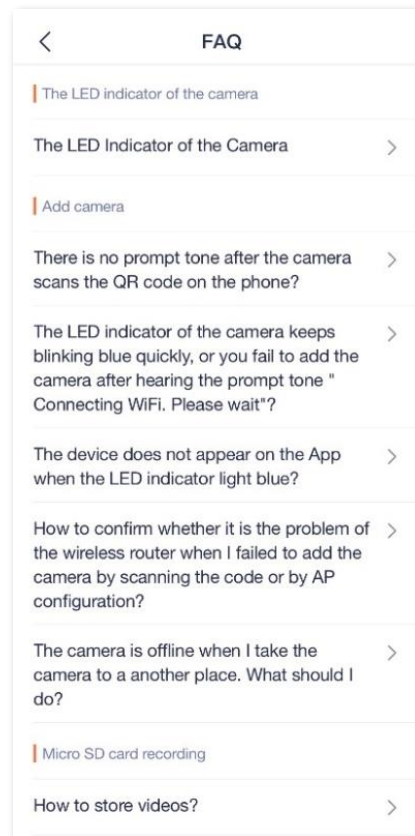 FAQ
The LED indicator of the camera
The LED Indicator of the Camera
Add camera
There is no prompt tone after the camera
scans the QR code on the phone?
The LED indicator of the camera keeps
blinking blue quickly, or you fail to add the
camera after hearing the prompt tone "
Connecting WiFi. Please wait"?
The device does not appear on the App
when the LED indicator light blue?
How to confirm whether it is the problem of
the wireless router when I failed to add the
camera by scanning the code or by AP
configuration?
The camera is offline when I take the
camera to a another place. What should I
do?
Micro SD card recording
How to store videos?